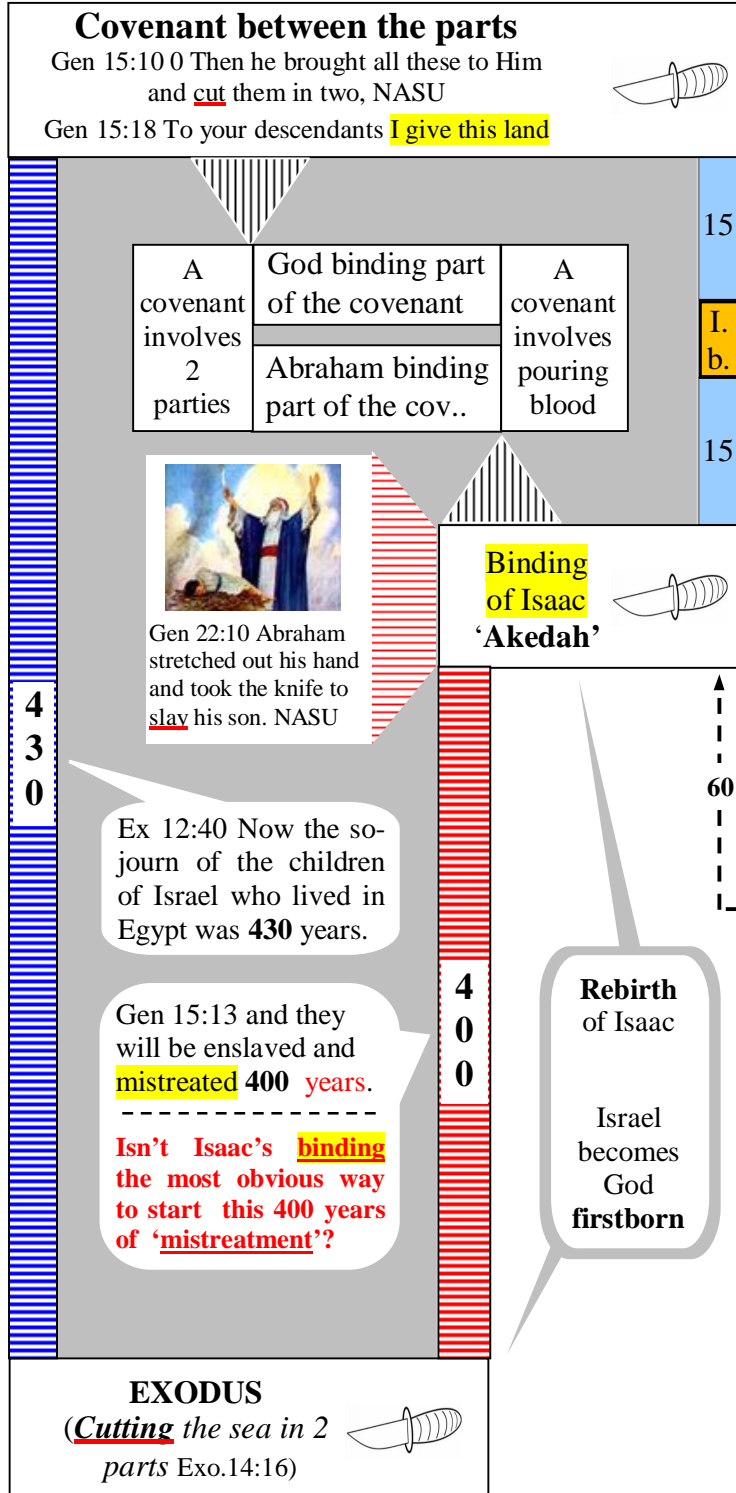 Covenant between the parts
Gen 15:10 0 Then he brought all these to Him
and cut them in two, NASU
Gen 15:18 To your descendants I give this land
15
I.
b.
15
A
covenant
involves
2
parties
God binding part
of the covenant
Abraham binding
part of the cov..
A
covenant
involves
pouring
blood
Gen 22:10 Abraham
stretched out his hand
and took the knife to
slay his son. NASU
Binding
of Isaac
‘Akedah’
4
3
0
60
Ex 12:40 Now the so-
journ of the children
of Israel who lived in
Egypt was 430 years.
4
0
0
Gen 15:13 and they
will be enslaved and
mistreated 400 years.
Isn’t Isaac’s binding
the most obvious way
to start this 400 years
of ‘mistreatment’?
Rebirth
of Isaac
Israel
becomes
God
firstborn
EXODUS
(Cutting the sea in 2
parts Exo.14:16)